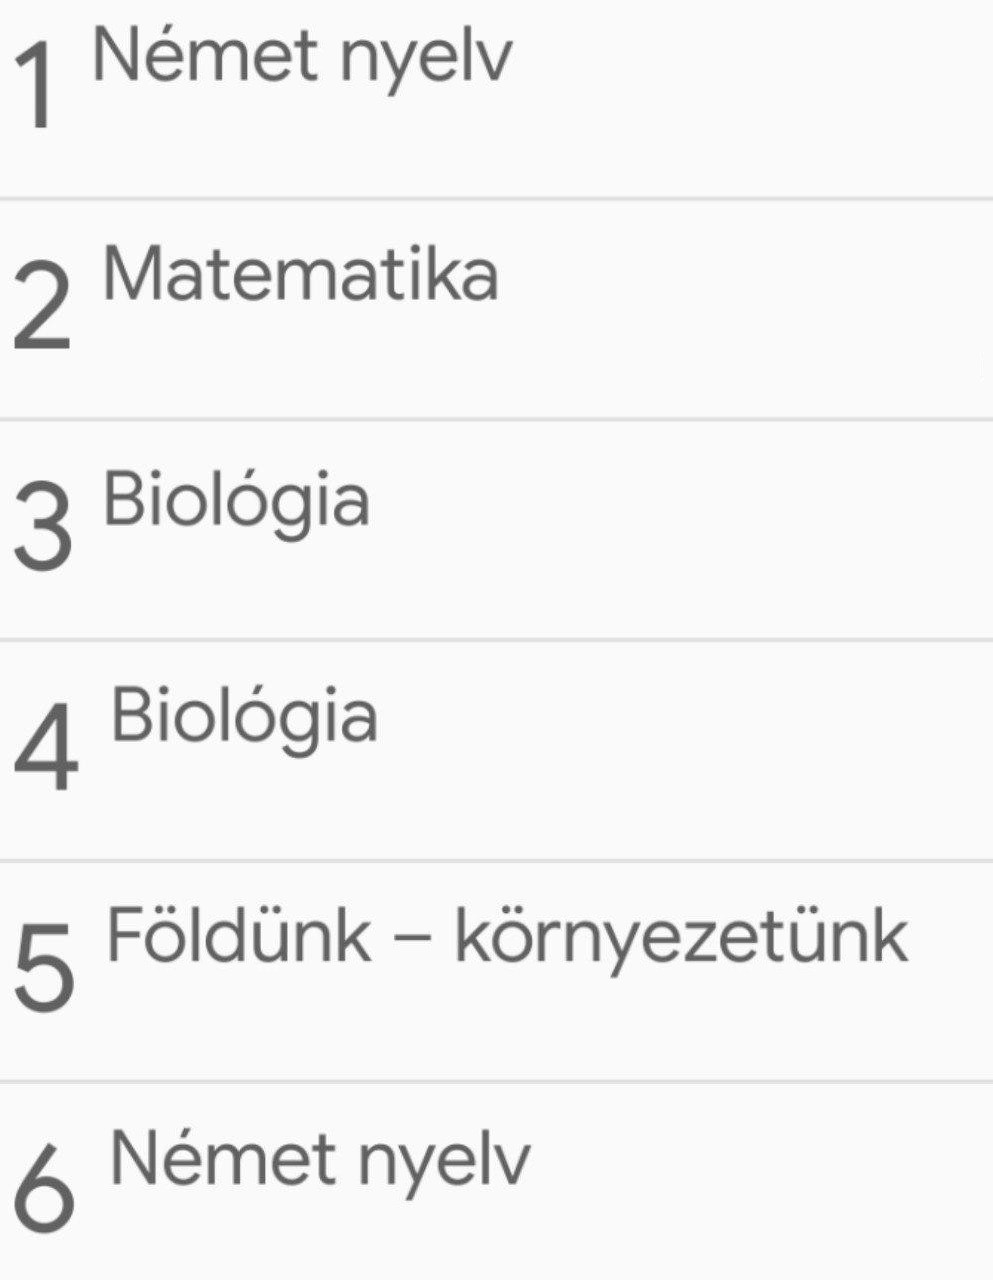 1 Német nyelv
2 Matematika
3 Biológia
4 Biológia
5 Földünk – környezetünk
6 Német nyelv